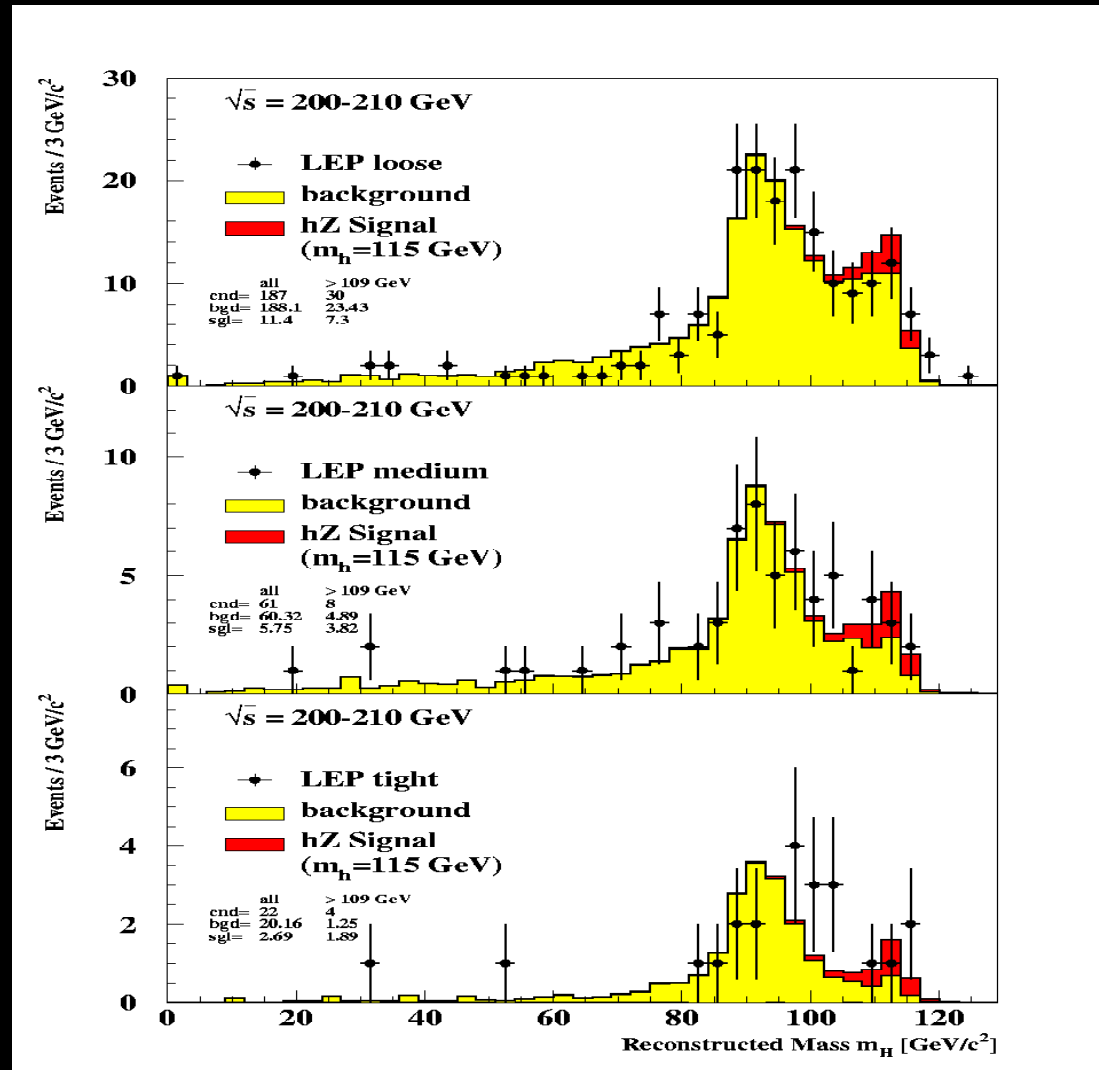 Events / 3 GeV/c²
30
20
10
0
√s = 200-210 GeV
LEP loose
background
hZ Signal
(mₕ=115 GeV)
all > 109 GeV
cnd= 187 30
bgd= 188.1 23.43
sgl= 11.4 7.3
Events / 3 GeV/c²
10
5
0
√s = 200-210 GeV
LEP medium
background
hZ Signal
(mₕ=115 GeV)
all > 109 GeV
cnd= 61 8
bgd= 60.32 4.89
sgl= 5.75 3.82
Events / 3 GeV/c²
6
4
2
0
√s = 200-210 GeV
LEP tight
background
hZ Signal
(mₕ=115 GeV)
all > 109 GeV
cnd= 22 4
bgd= 20.16 1.25
sgl= 2.69 1.89
0 20 40 60 80 100 120
Reconstructed Mass m_H [GeV/c²]